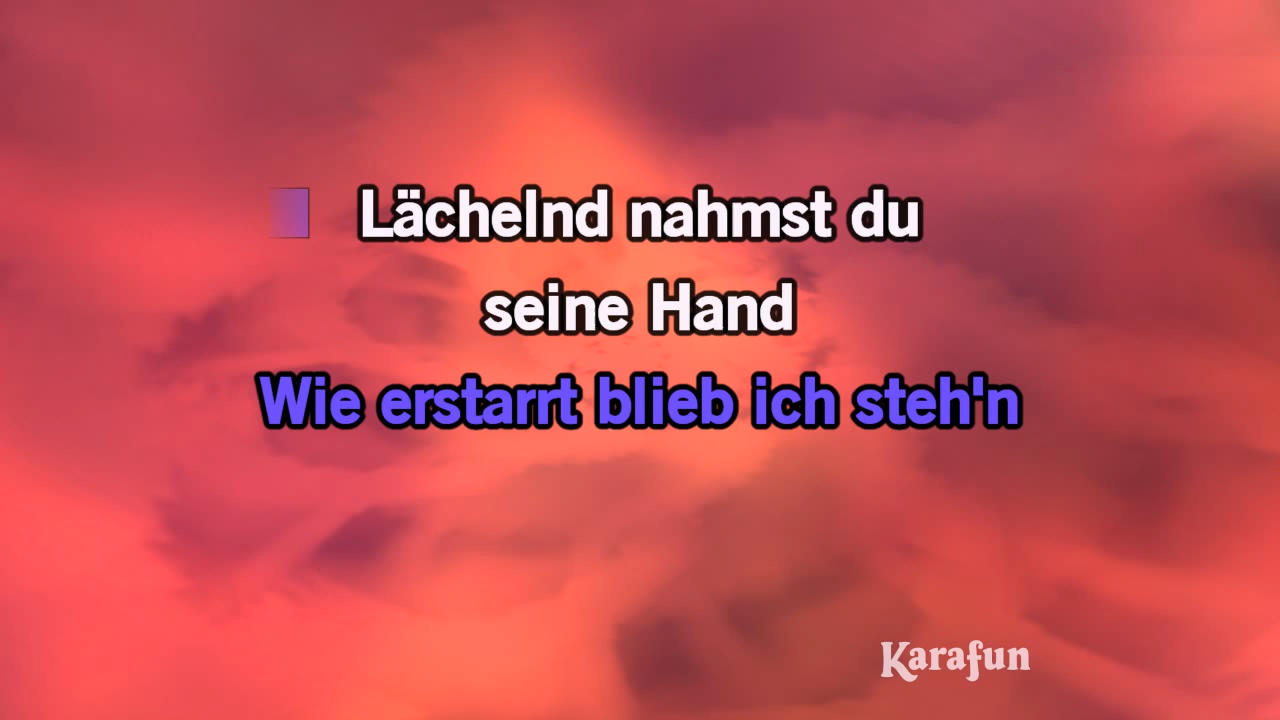 Lächelnd nahmst du
seine Hand
Wie erstarrt blieb ich steh'n
Karafun